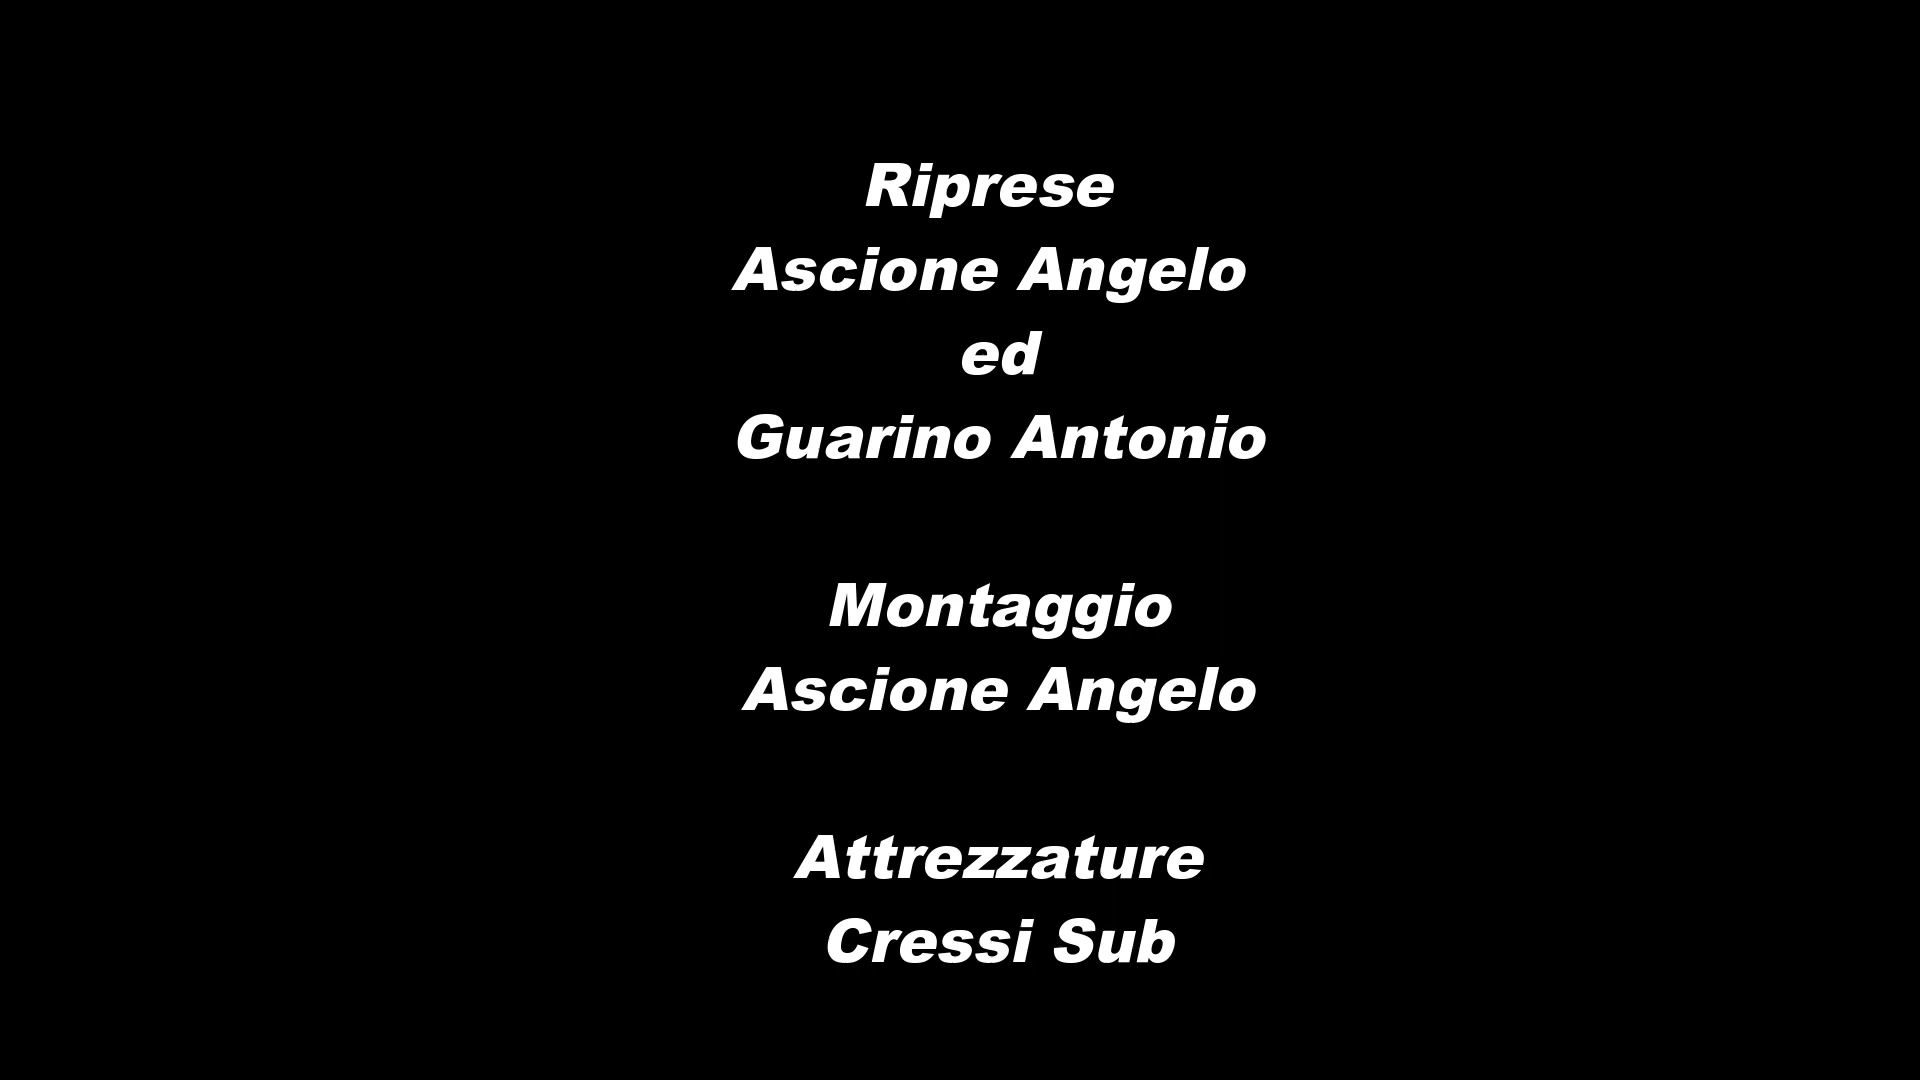 Riprese
Ascione Angelo
ed
Guarino Antonio
Montaggio
Ascione Angelo
Attrezzature
Cressi Sub